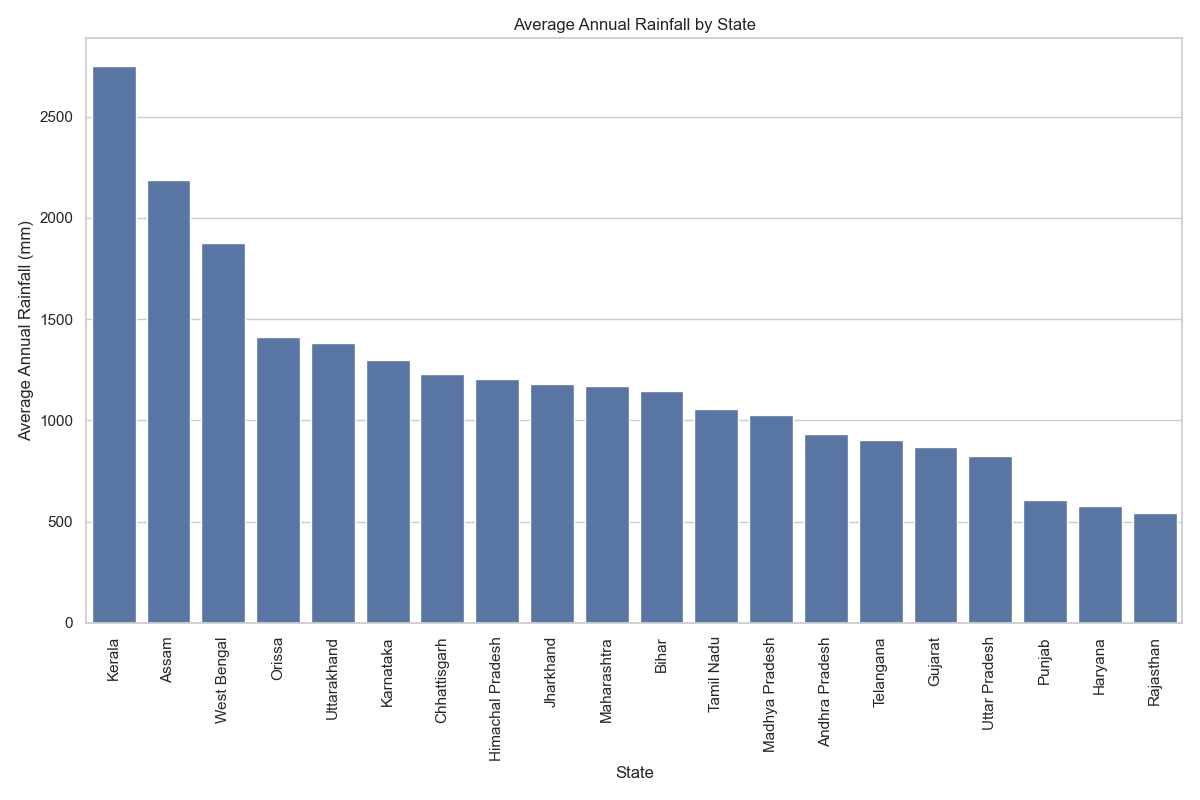 Average Annual Rainfall by State
Average Annual Rainfall (mm)
2500
2000
1500
1000
500
0
Kerala
Assam
West Bengal
Orissa
Uttarakhand
Karnataka
Chhattisgarh
Himachal Pradesh
Jharkhand
Maharashtra
Bihar
Tamil Nadu
Madhya Pradesh
Andhra Pradesh
Telangana
Gujarat
Uttar Pradesh
Punjab
Haryana
Rajasthan
State